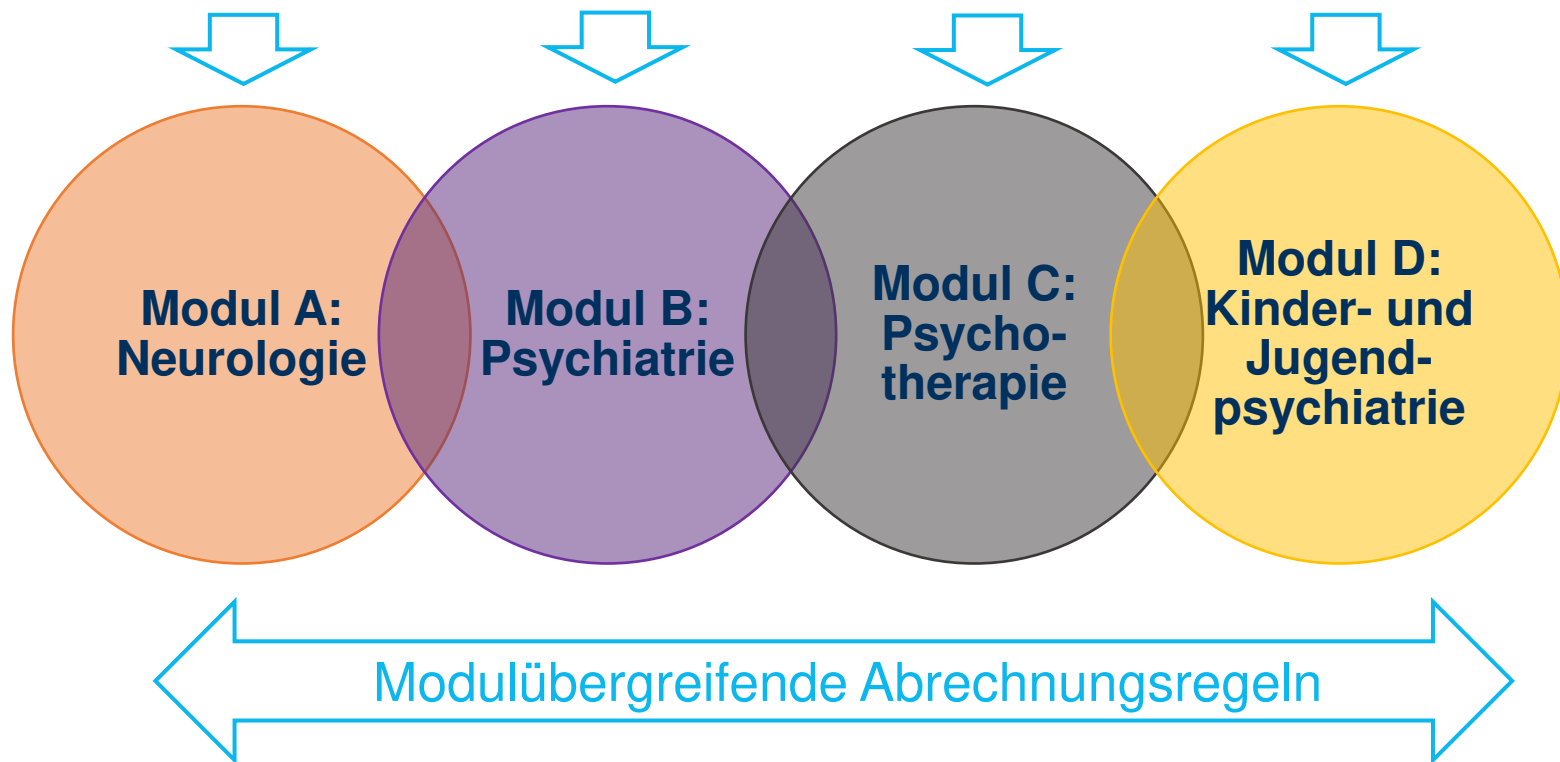 Modul A:
Neurologie
Modul B:
Psychiatrie
Modul C:
Psycho-
therapie
Modul D:
Kinder- und
Jugend-
psychiatrie
Modulübergreifende Abrechnungsregeln